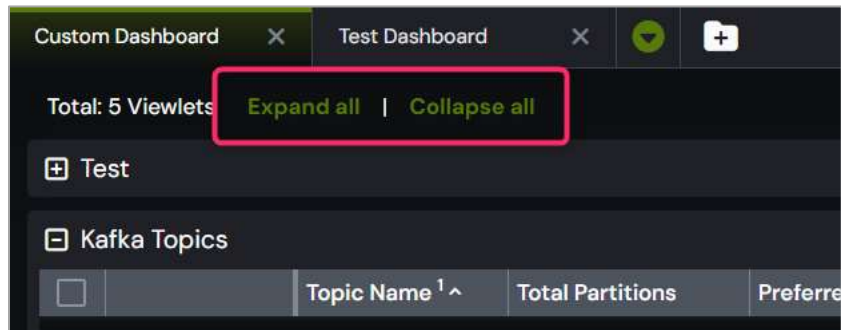 Custom Dashboard Test Dashboard
Total: 5 Viewlets Expand all | Collapse all
Test
Kafka Topics
Topic Name 1 Total Partitions Preferre